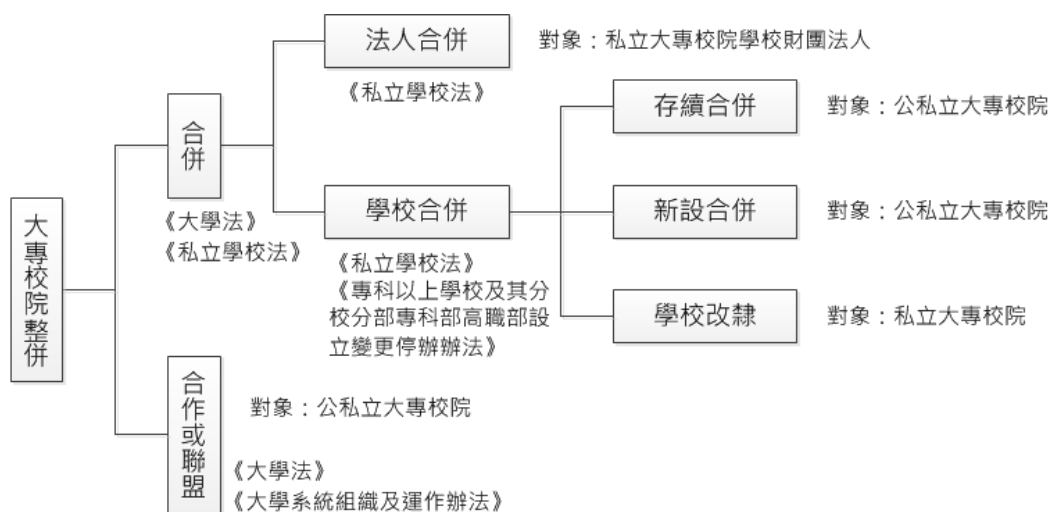 大專校院整併
合併
《大學法》
《私立學校法》
法人合併
對象：私立大專校院學校財團法人
《私立學校法》
學校合併
《私立學校法》
《專科以上學校及其分
校分部專科部高職部設
立變更停辦辦法》
存續合併
對象：公私立大專校院
新設合併
對象：公私立大專校院
學校改隸
對象：私立大專校院
合作或聯盟
對象：公私立大專校院
《大學法》
《大學系統組織及運作辦法》